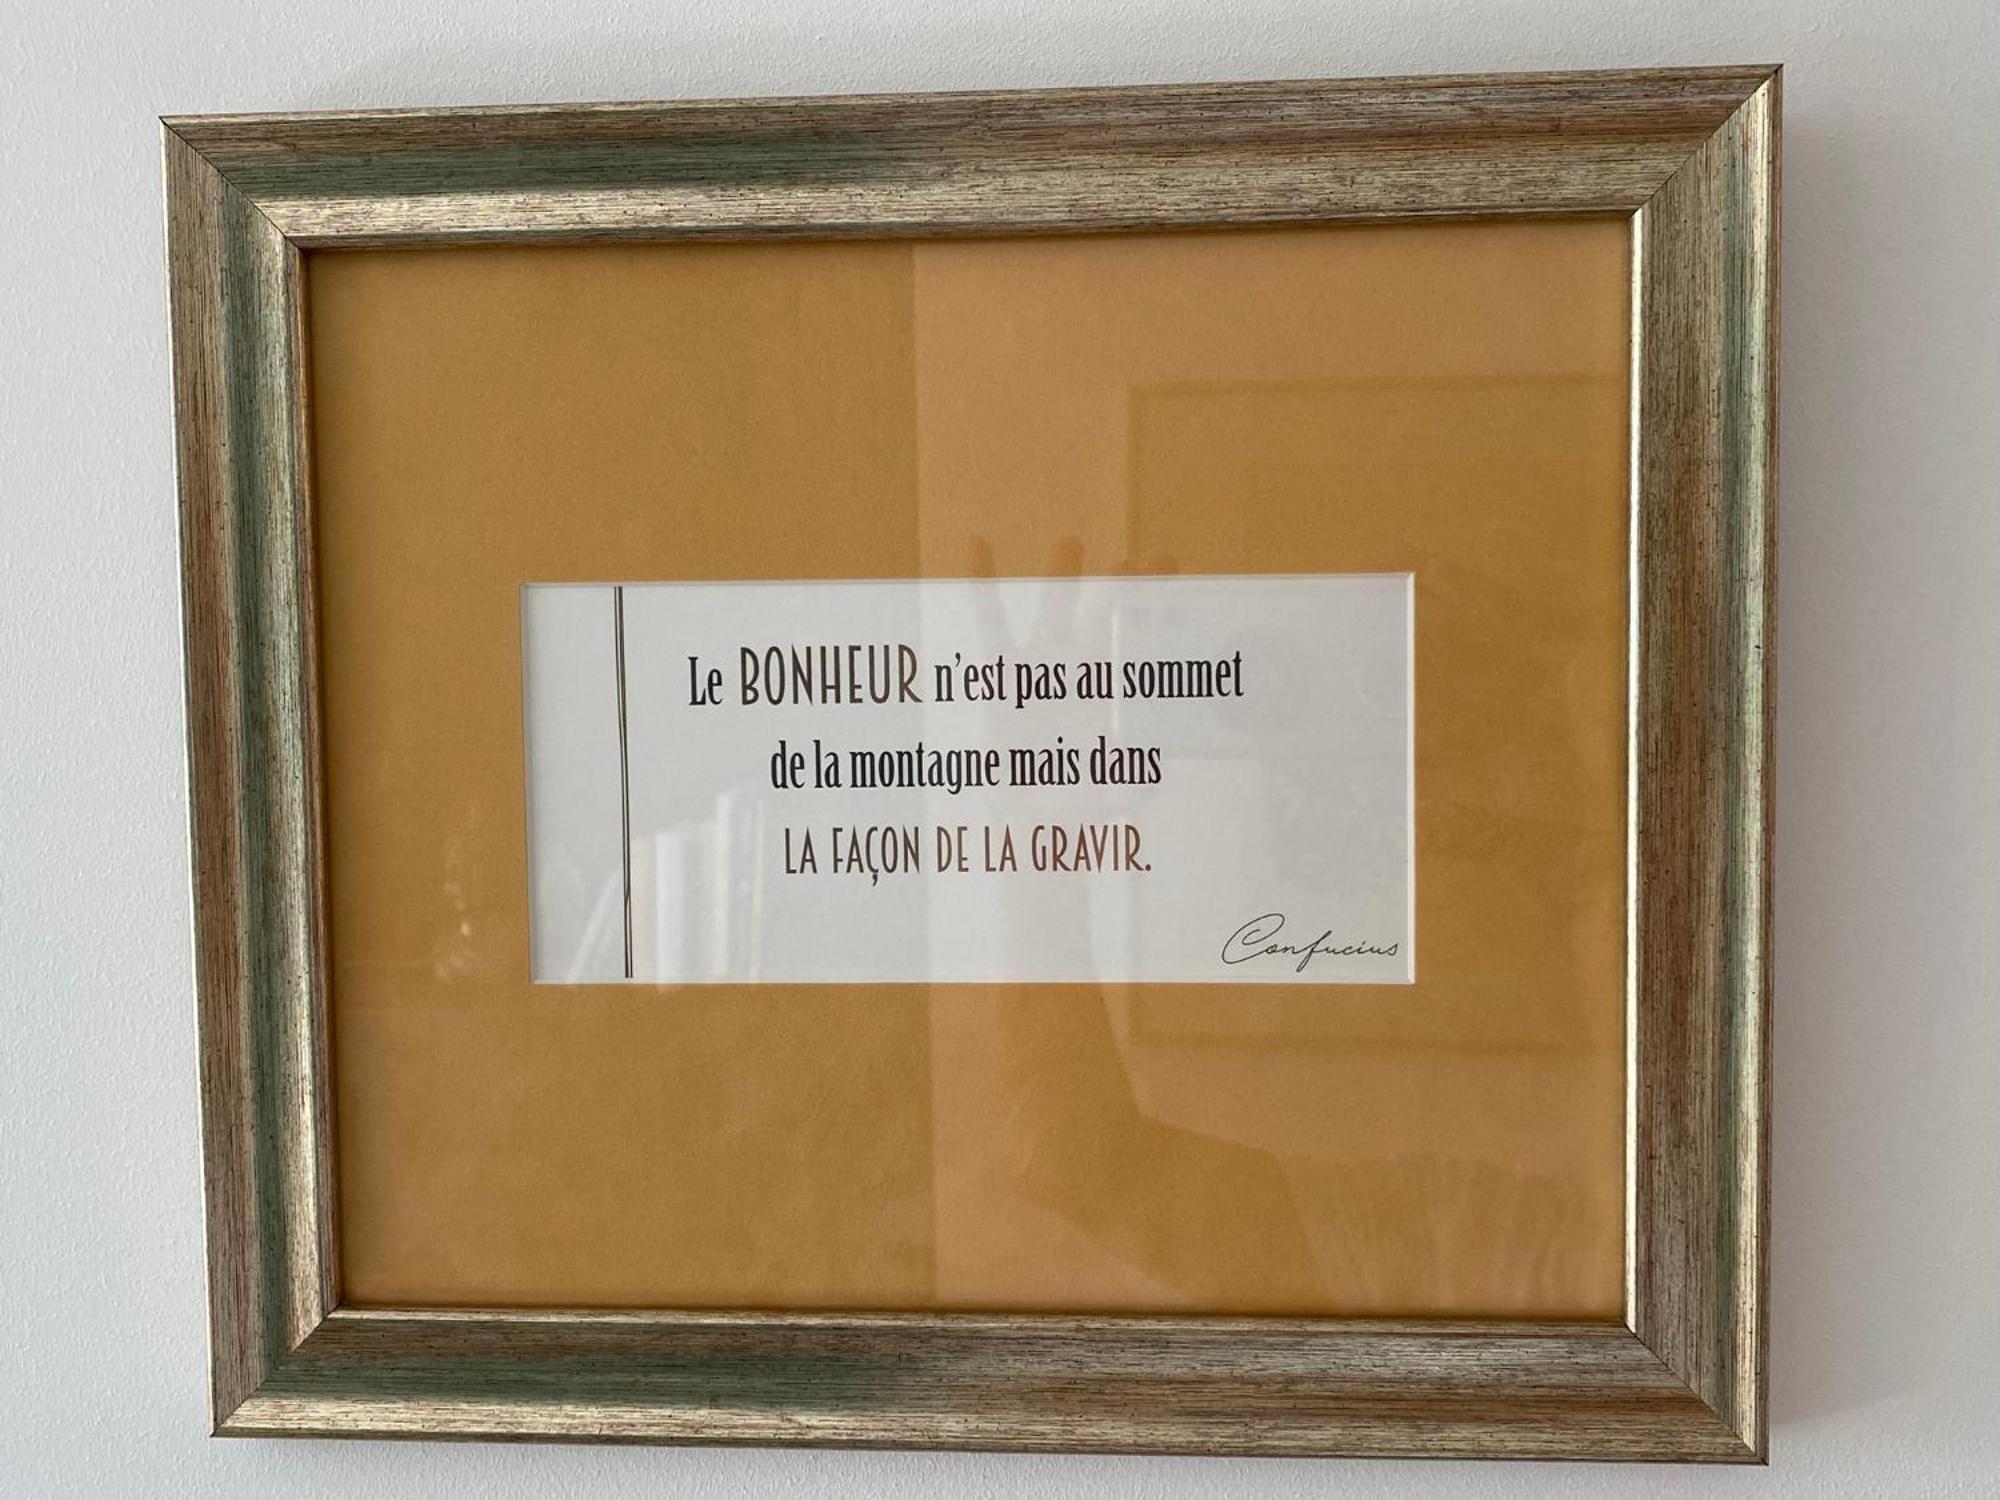 Le BONHEUR n'est pas au sommet
de la montagne mais dans
LA FAÇON DE LA GRAVIR.
Confucius